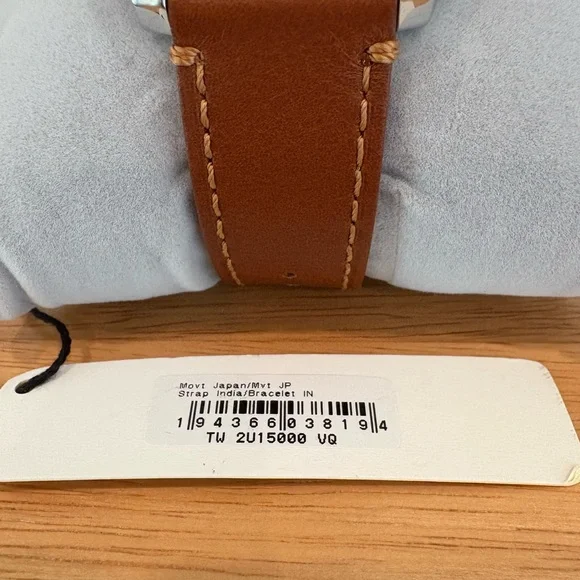 Movt Japan/Mvt JP
Strap India/Bracelet IN
1 94366 03819 4
TW 2U15000 VQ